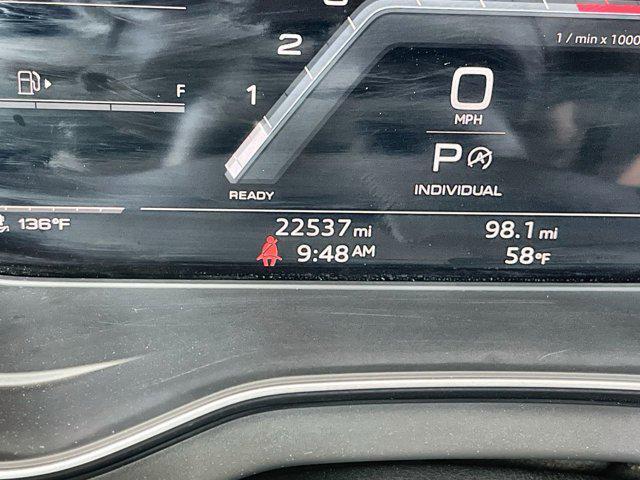 2
1 / min x 1000
F
1
0
MPH
P A
INDIVIDUAL
READY
136°F
22537 mi
98.1 mi
9:48 AM
58°F